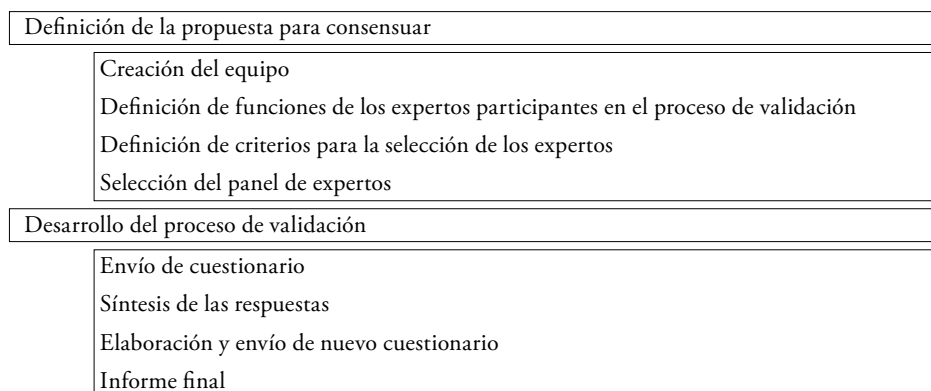 Definición de la propuesta para consensuar
Creación del equipo
Definición de funciones de los expertos participantes en el proceso de validación
Definición de criterios para la selección de los expertos
Selección del panel de expertos
Desarrollo del proceso de validación
Envío de cuestionario
Síntesis de las respuestas
Elaboración y envío de nuevo cuestionario
Informe final